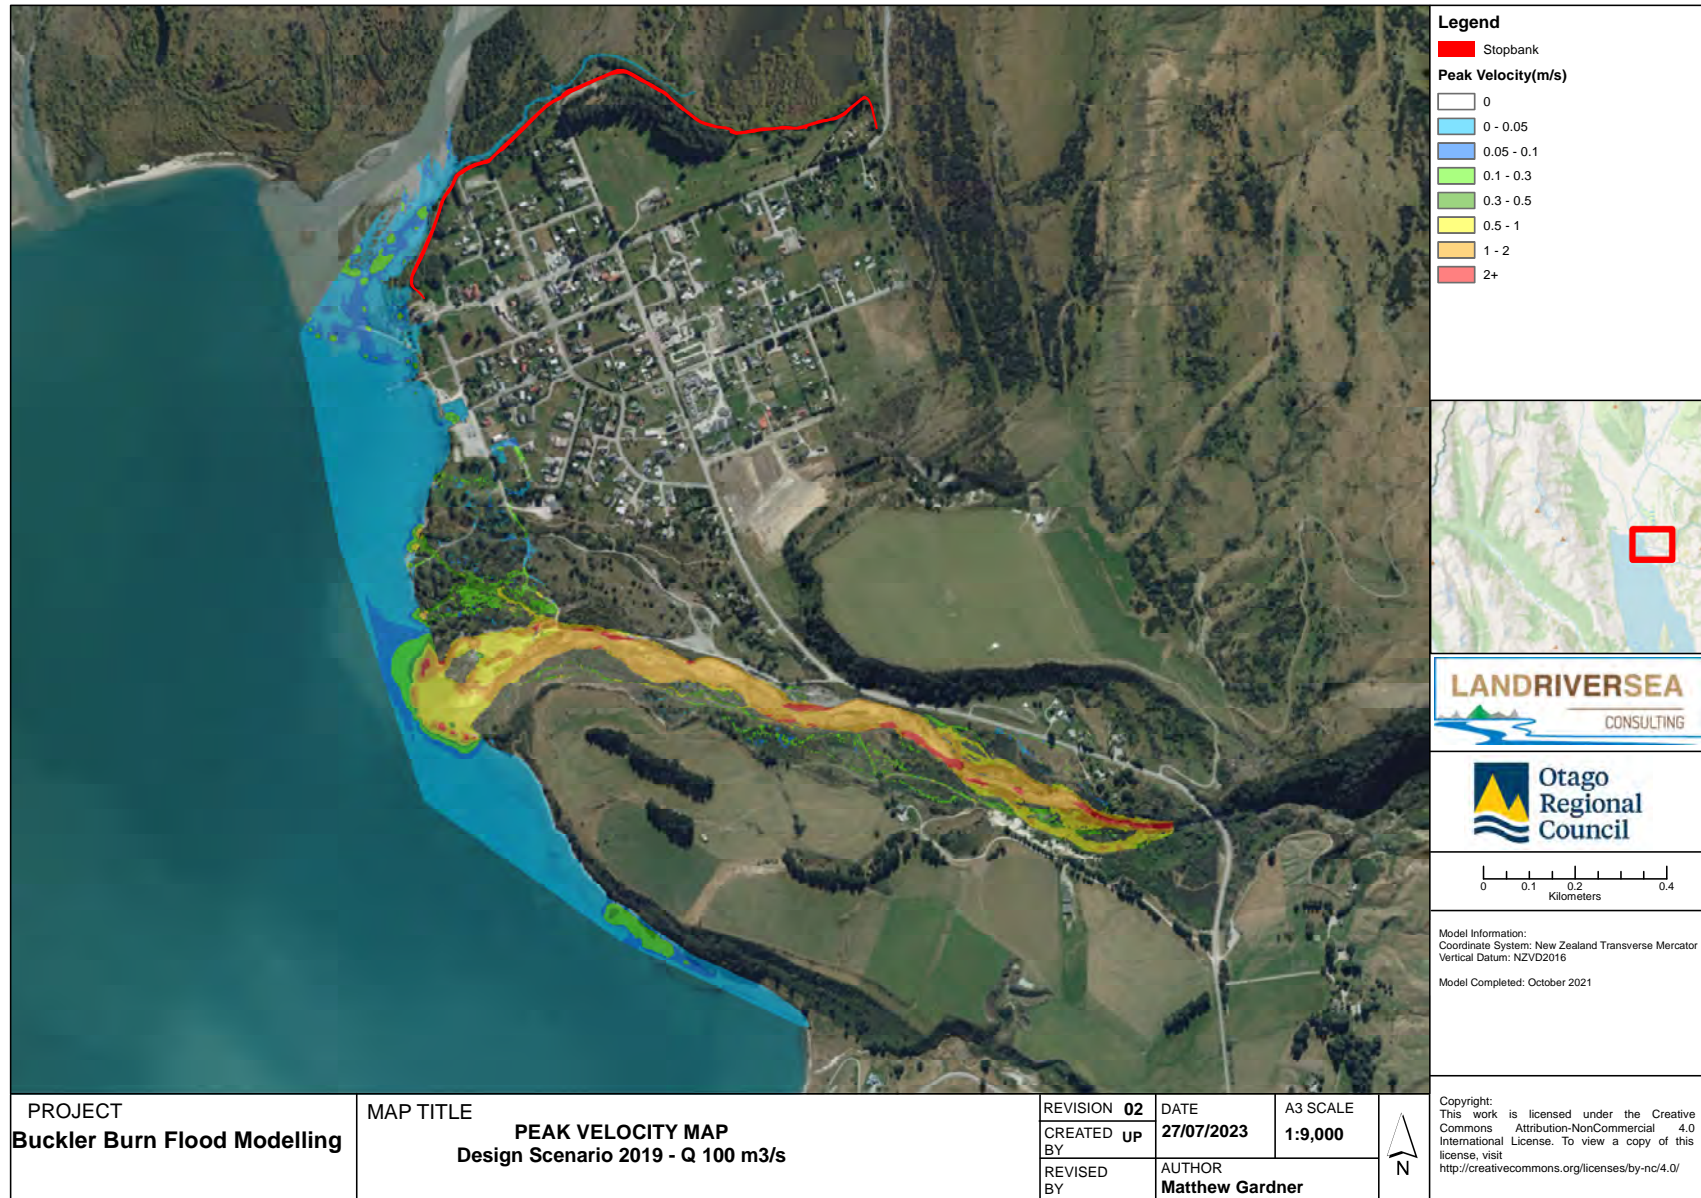 Legend
Stopbank
Peak Velocity(m/s)
0
0 - 0.05
0.05 - 0.1
0.1 - 0.3
0.3 - 0.5
0.5 - 1
1 - 2
2+
LANDRIVERSEA
CONSULTING
Otago
Regional
Council
0 0.1 0.2 0.4
Kilometers
Model Information:
Coordinate System: New Zealand Transverse Mercator
Vertical Datum: NZVD2016
Model Completed: October 2021
Copyright:
This work is licensed under the Creative
Commons Attribution-NonCommercial 4.0
International License. To view a copy of this
license, visit
http://creativecommons.org/licenses/by-nc/4.0/
PROJECT
Buckler Burn Flood Modelling
MAP TITLE
PEAK VELOCITY MAP
Design Scenario 2019 - Q 100 m3/s
REVISION 02
CREATED BY UP
REVISED BY
DATE
27/07/2023
A3 SCALE
1:9,000
AUTHOR
Matthew Gardner
N